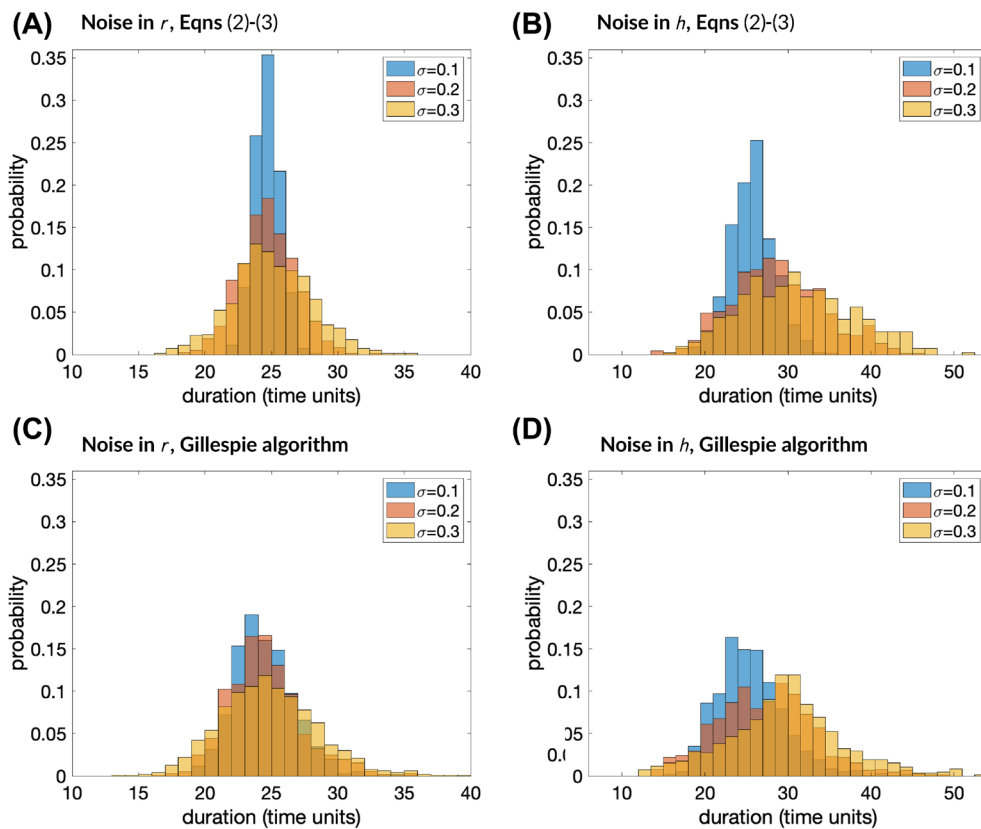 (A) Noise in r, Eqns (2)-(3)
0.35
0.3
0.25
0.2
0.15
0.1
0.05
0
probability
σ=0.1
σ=0.2
σ=0.3
10 15 20 25 30 35 40
duration (time units)
(B) Noise in h, Eqns (2)-(3)
0.35
0.3
0.25
0.2
0.15
0.1
0.05
0
probability
σ=0.1
σ=0.2
σ=0.3
10 20 30 40 50
duration (time units)
(C) Noise in r, Gillespie algorithm
0.35
0.3
0.25
0.2
0.15
0.1
0.05
0
probability
σ=0.1
σ=0.2
σ=0.3
10 15 20 25 30 35 40
duration (time units)
(D) Noise in h, Gillespie algorithm
0.35
0.3
0.25
0.2
0.15
0.1
05
0.0
0
probability
σ=0.1
σ=0.2
σ=0.3
10 20 30 40 50
duration (time units)